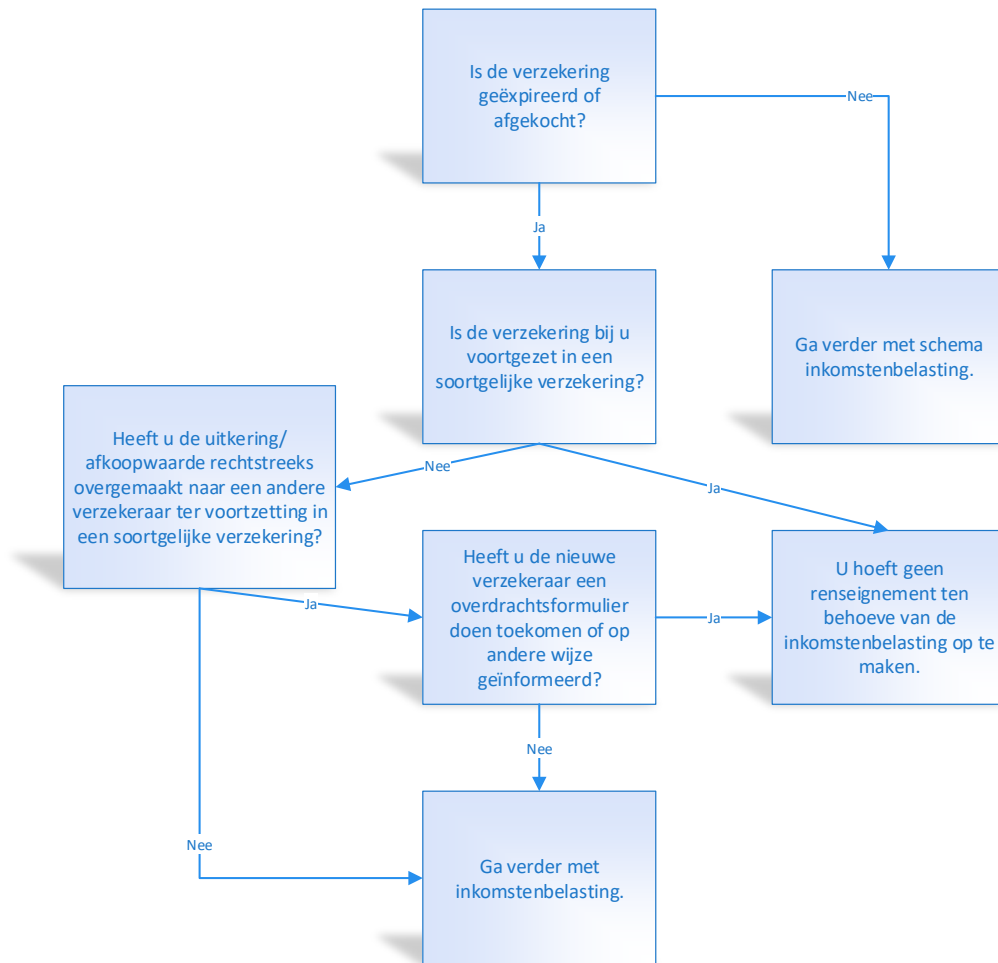 Is de verzekering
geëxpireerd of
afgekocht?
Nee
Ja
Is de verzekering bij u
voortgezet in een
soortgelijke verzekering?
Ga verder met schema
inkomstenbelasting.
Nee
Ja
Heeft u de uitkering/
afkoopwaarde rechtstreeks
overgemaakt naar een andere
verzekeraar ter voortzetting in
een soortgelijke verzekering?
Ja
Heeft u de nieuwe
verzekeraar een
overdrachtsformulier
doen toekomen of op
andere wijze
geïnformeerd?
Ja
U hoeft geen
renseignement ten
behoeve van de
inkomstenbelasting op te
maken.
Nee
Nee
Ga verder met
inkomstenbelasting.